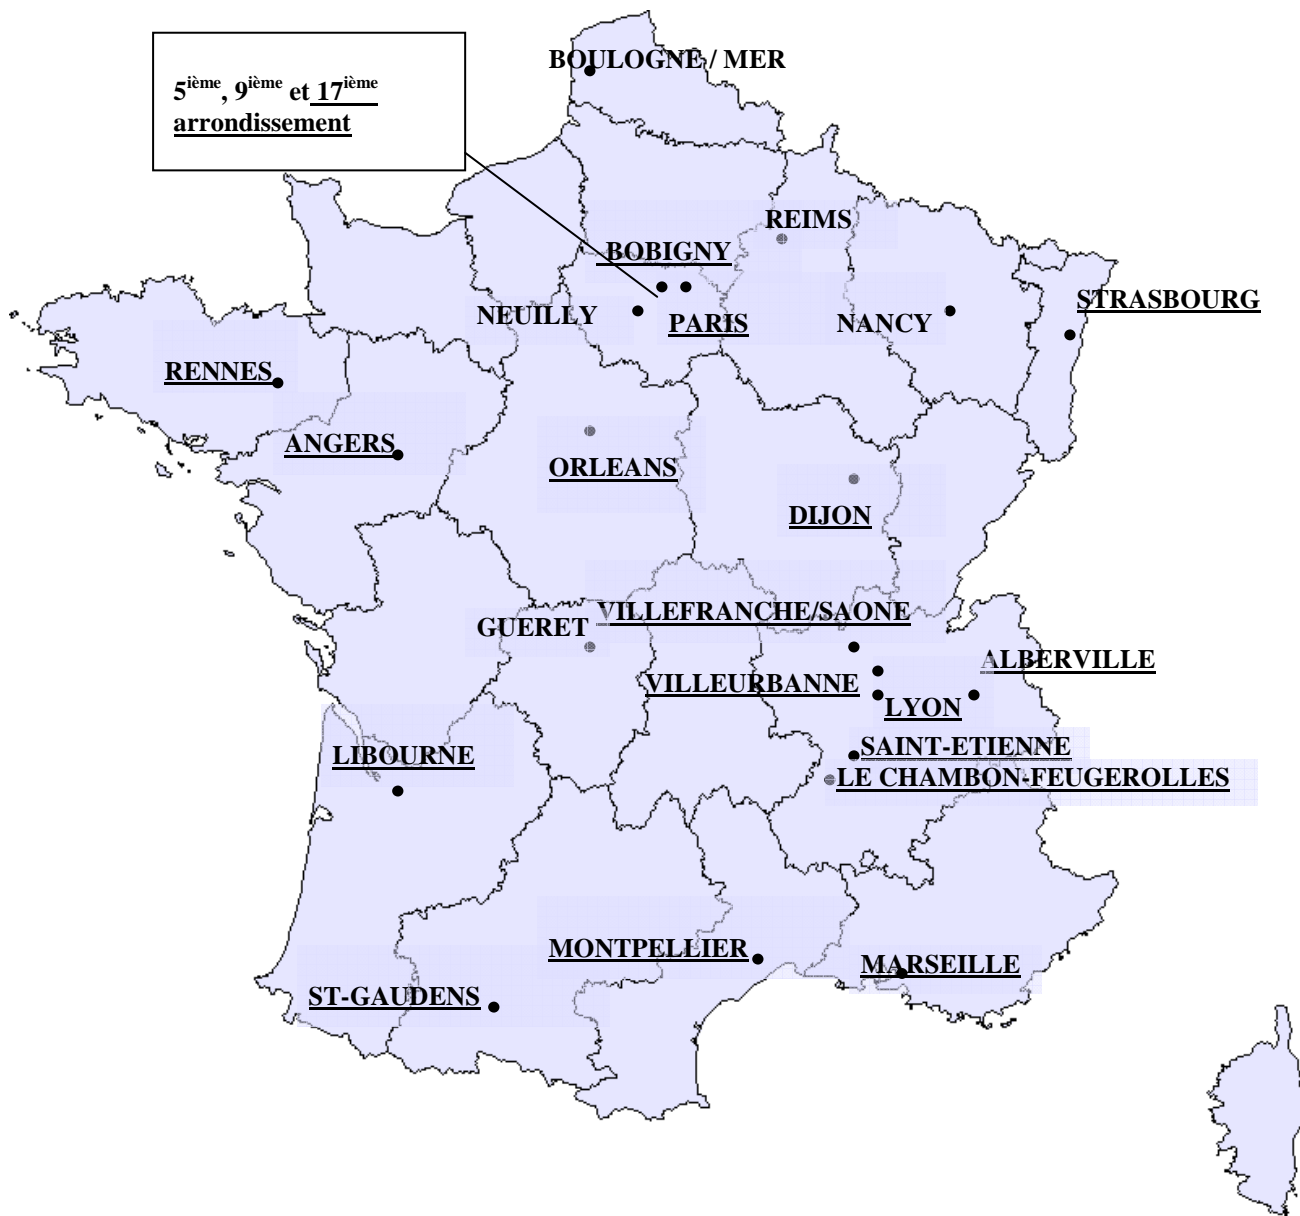 BOULOGNE / MER
5ième, 9ième et 17ième
arrondissement
REIMS
BOBIGNY
STRASBOURG
NEUILLY
PARIS
NANCY
RENNES
ANGERS
ORLEANS
DIJON
VILLEFRANCHE/SAONE
GUERET
ALBERVILLE
VILLEURBANNE
LYON
SAINT-ETIENNE
LIBOURNE
LE CHAMBON-FEUGEROLLES
MONTPELLIER
MARSEILLE
ST-GAUDENS